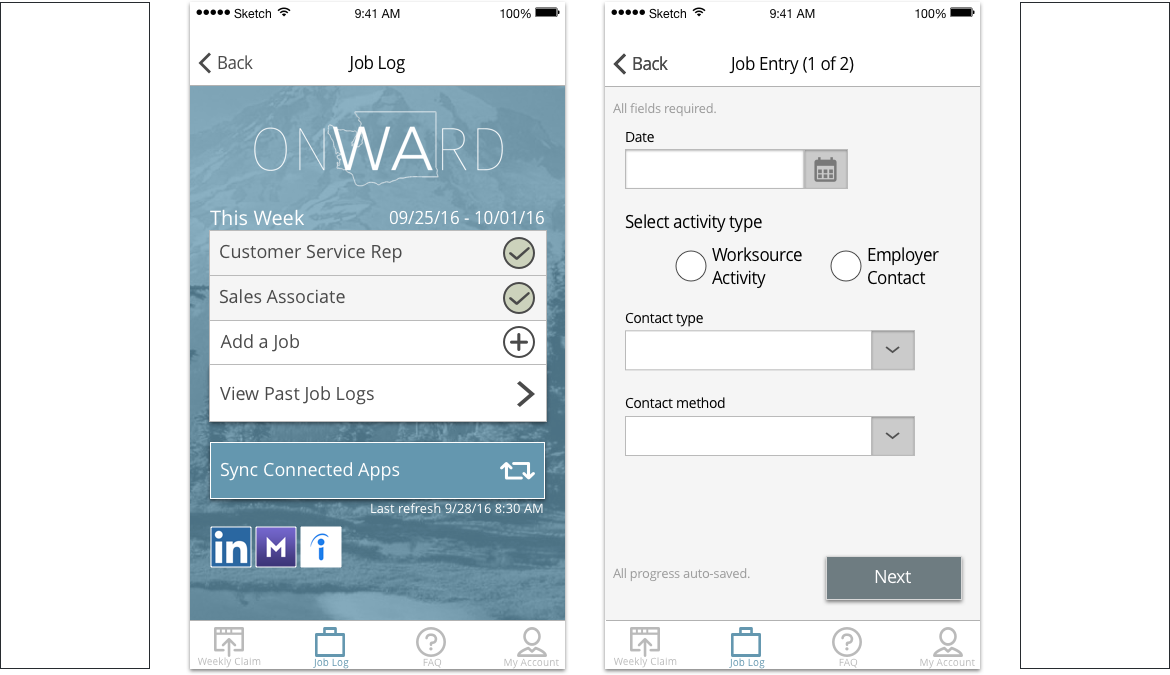 Sketch 9:41 AM 100%
Back Job Log
ONWARD
This Week 09/25/16 - 10/01/16
Customer Service Rep
Sales Associate
Add a Job
View Past Job Logs
Sync Connected Apps
Last refresh 9/28/16 8:30 AM
in M i
Weekly Claim Job Log FAQ My Account
Sketch 9:41 AM 100%
Back Job Entry (1 of 2)
All fields required.
Date
Select activity type
Worksource Employer
Activity Contact
Contact type
Contact method
All progress auto-saved. Next
Weekly Claim Job Log FAQ My Account